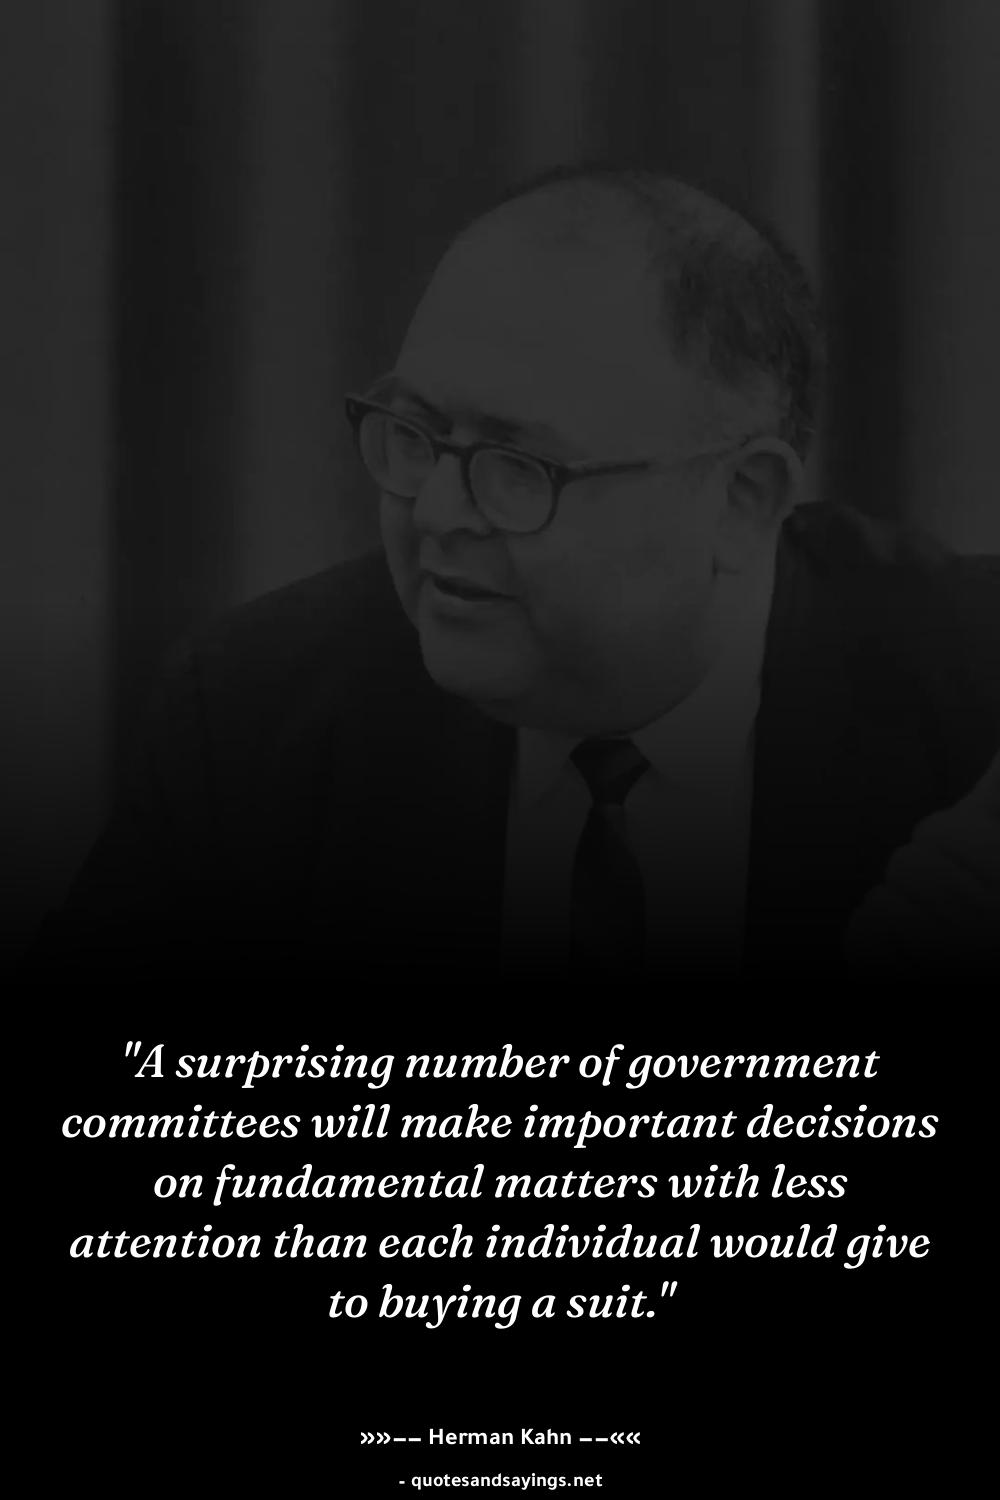 "A surprising number of government
committees will make important decisions
on fundamental matters with less
attention than each individual would give
to buying a suit."
»»−− Herman Kahn −−««
- quotesandsayings.net